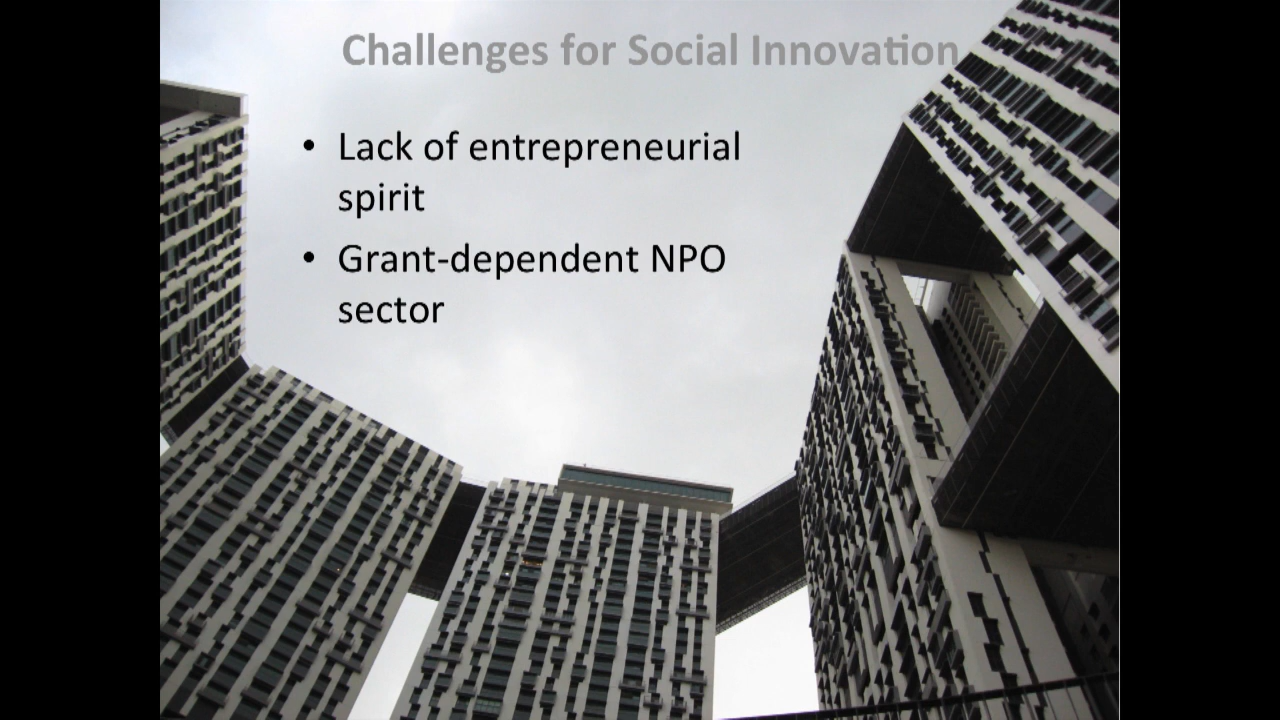 Challenges for Social Innovation
• Lack of entrepreneurial
spirit
• Grant-dependent NPO
sector